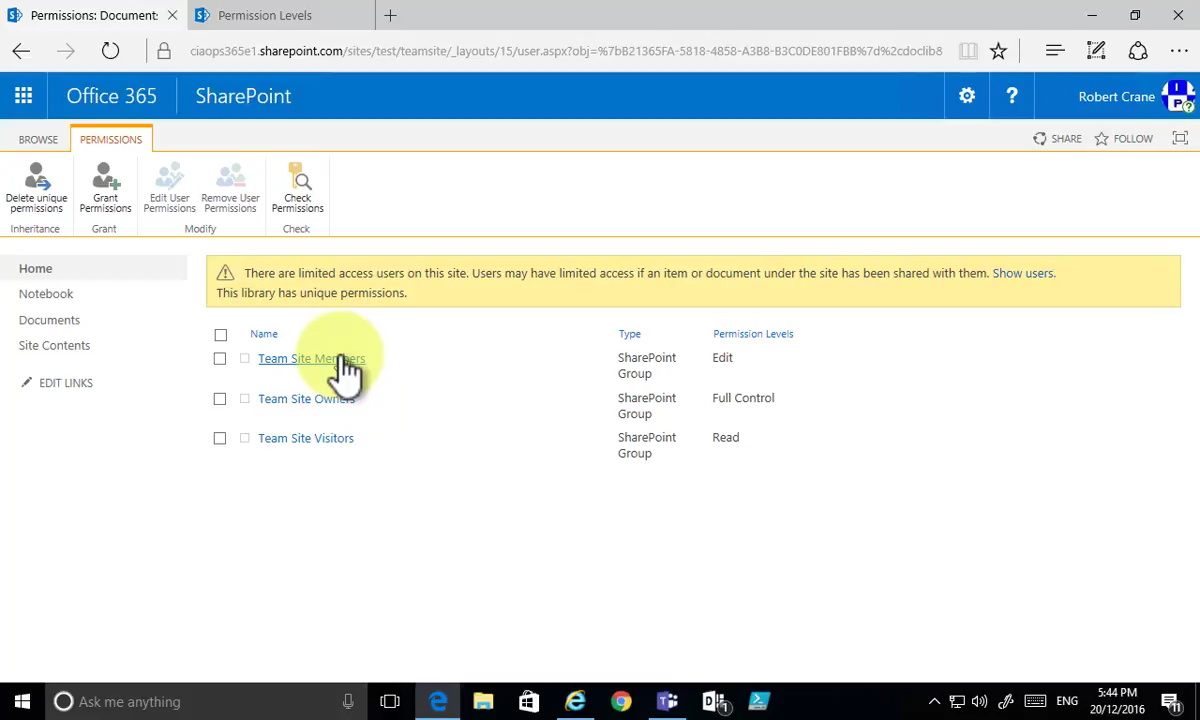 Permissions: Document:
Permission Levels
ciaops365e1.sharepoint.com/sites/test/teamsite/_layouts/15/user.aspx?obj=%7bB21365FA-5818-4858-A3B8-B3C0DE801FBB%7d%2cdoclib8
Office 365
SharePoint
Robert Crane
BROWSE
PERMISSIONS
SHARE
FOLLOW
Delete unique permissions
Grant Permissions
Edit User Permissions
Remove User Permissions
Check Permissions
Inheritance
Grant
Modify
Check
Home
Notebook
Documents
Site Contents
EDIT LINKS
There are limited access users on this site. Users may have limited access if an item or document under the site has been shared with them. Show users.
This library has unique permissions.
Name
Type
Permission Levels
Team Site Members
SharePoint Group
Edit
Team Site Owners
SharePoint Group
Full Control
Team Site Visitors
SharePoint Group
Read
Ask me anything
ENG
5:44 PM
20/12/2016